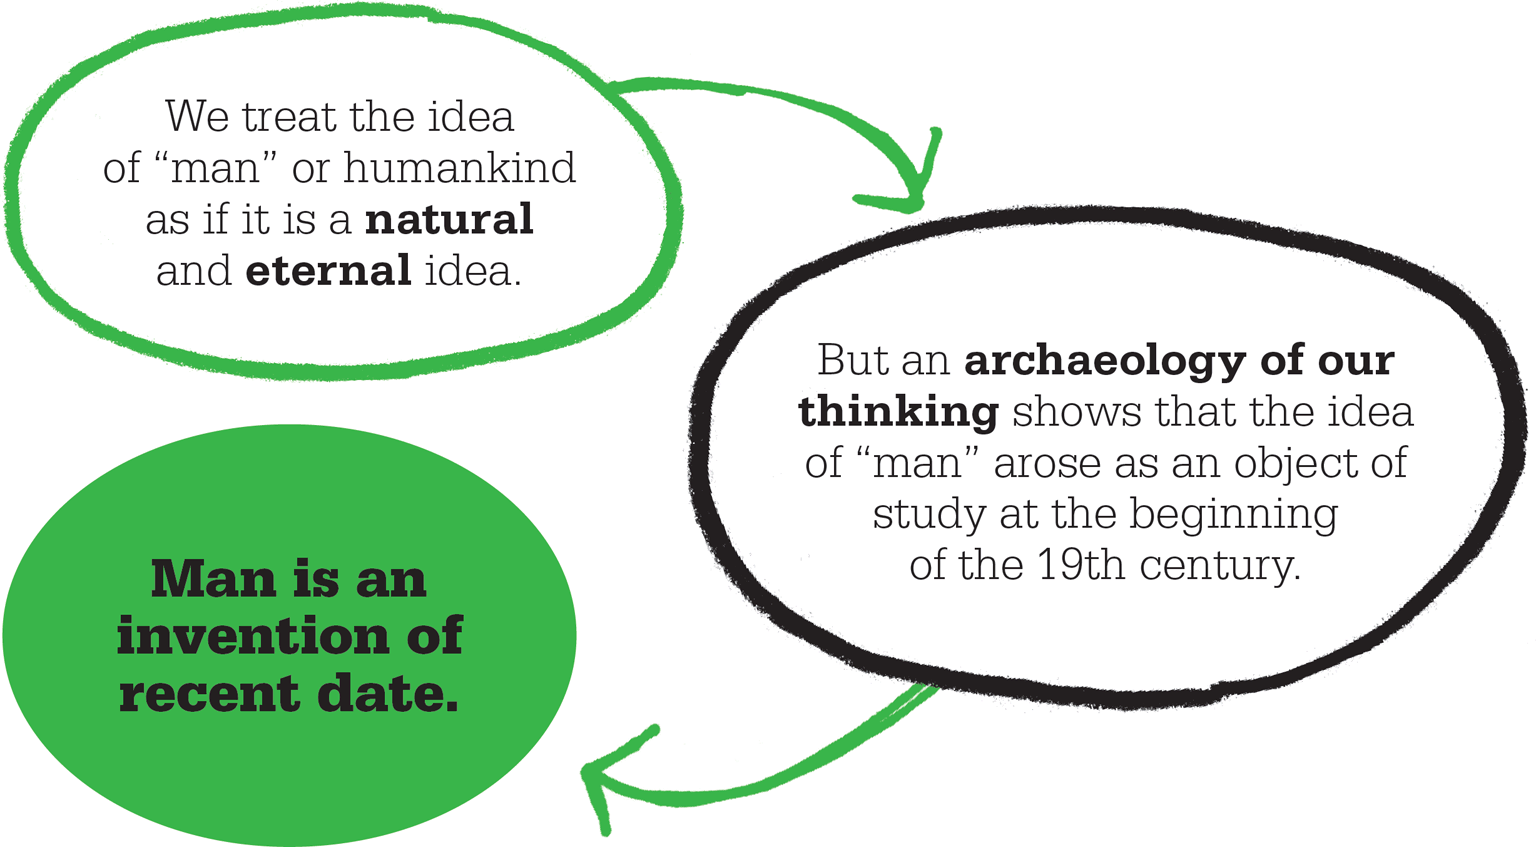 We treat the idea
of “man” or humankind
as if it is a natural
and eternal idea.
But an archaeology of our
thinking shows that the idea
of “man” arose as an object of
study at the beginning
of the 19th century.
Man is an
invention of
recent date.